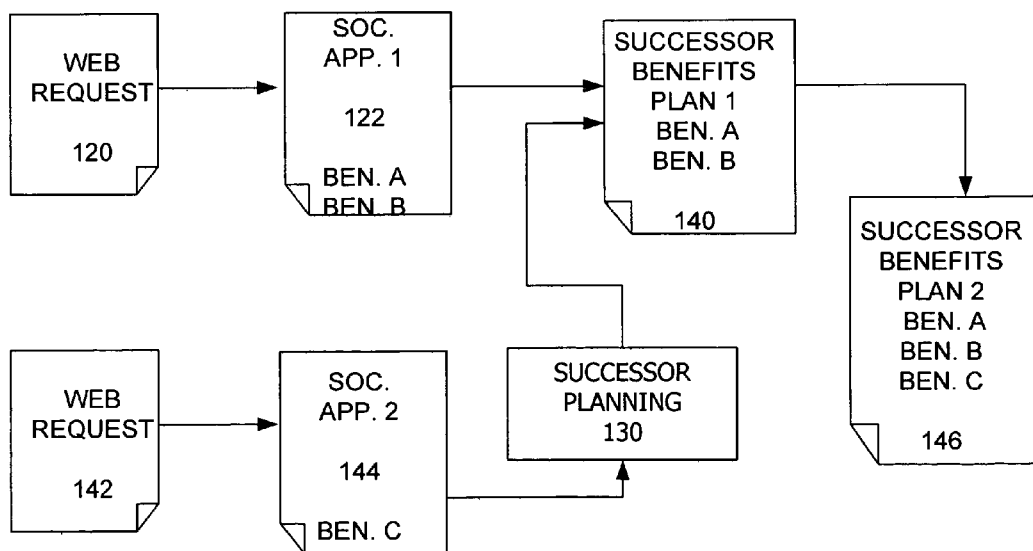 WEB
REQUEST
120
SOC.
APP. 1
122
BEN. A
BEN. B
SUCCESSOR
BENEFITS
PLAN 1
BEN. A
BEN. B
140
SUCCESSOR
BENEFITS
PLAN 2
BEN. A
BEN. B
BEN. C
146
WEB
REQUEST
142
SOC.
APP. 2
144
BEN. C
SUCCESSOR
PLANNING
130